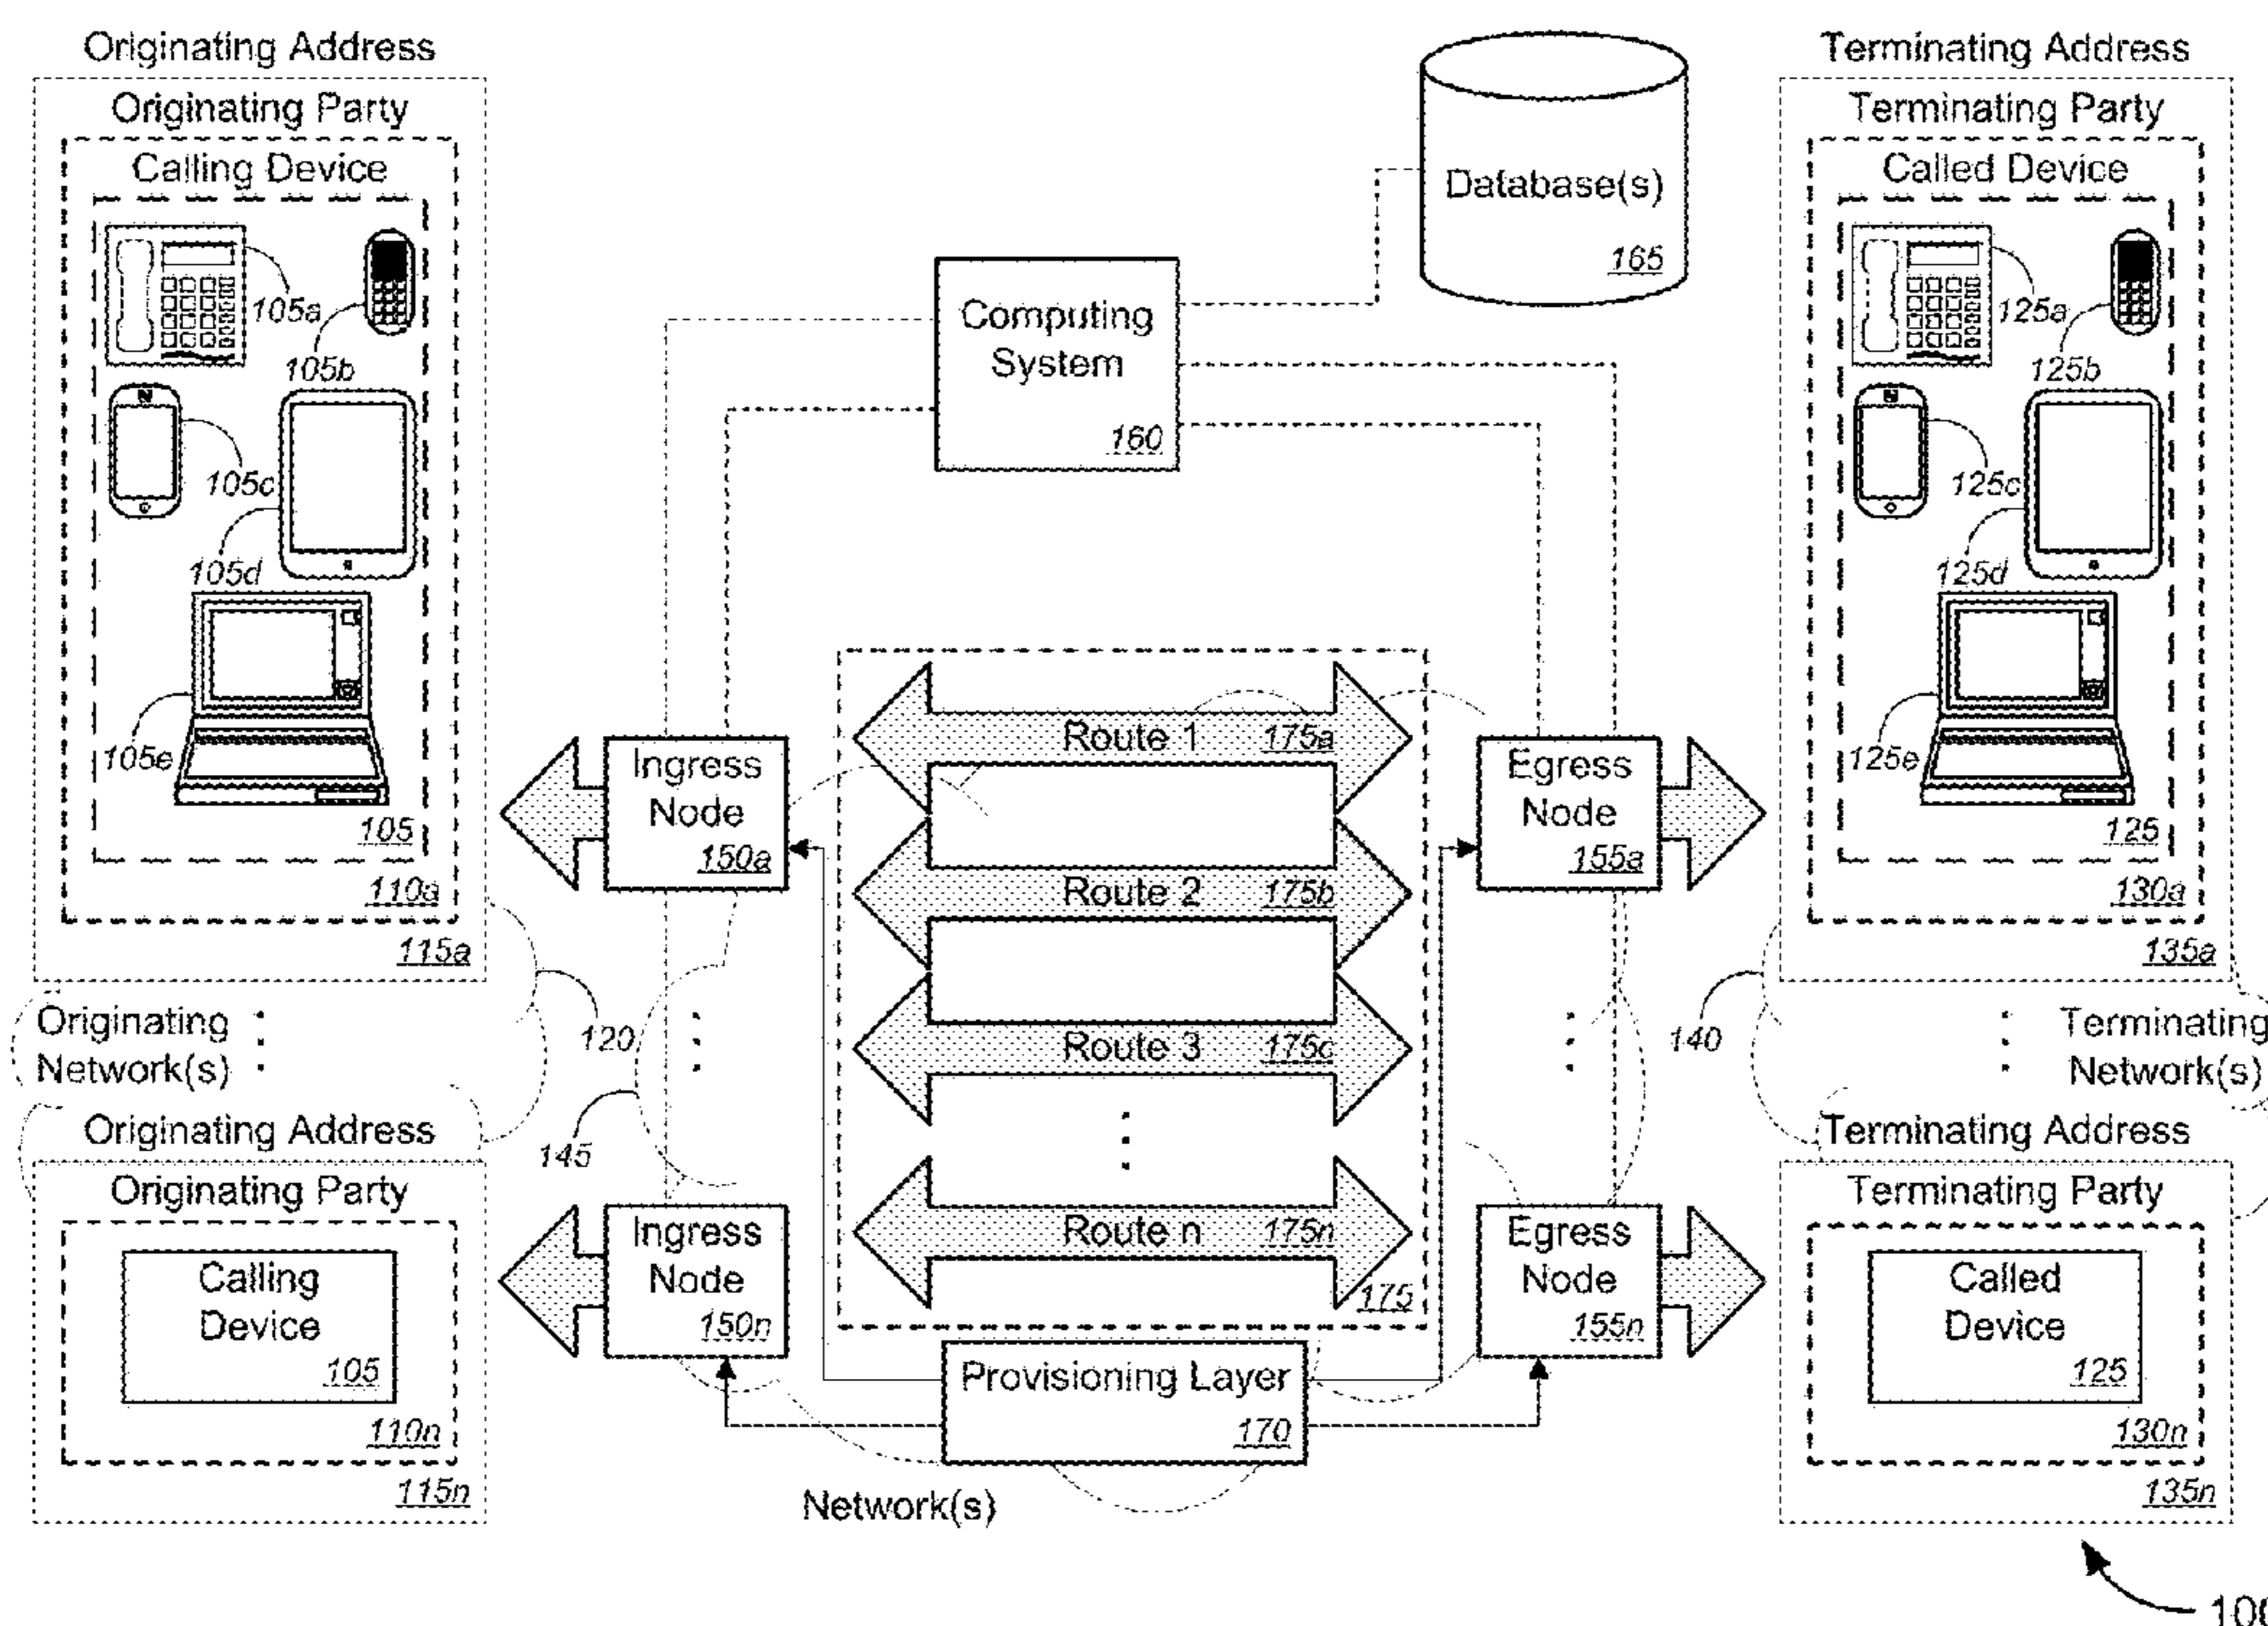 Originating Address
Originating Party
Calling Device
105a
105b
105c
105d
105e
105
110a
115a
Originating
Network(s)
120
145
Originating Address
Originating Party
Calling
Device
105
110n
115n
Database(s)
165
Computing
System
160
Ingress
Node
150a
Ingress
Node
150n
Route 1
175a
Route 2
175b
Route 3
175c
Route n
175n
175
Provisioning Layer
170
Network(s)
Egress
Node
155a
Egress
Node
155n
Terminating Address
Terminating Party
Called Device
125a
125b
125c
125d
125e
125
130a
135a
140
Terminating
Network(s)
Terminating Address
Terminating Party
Called
Device
125
130n
135n